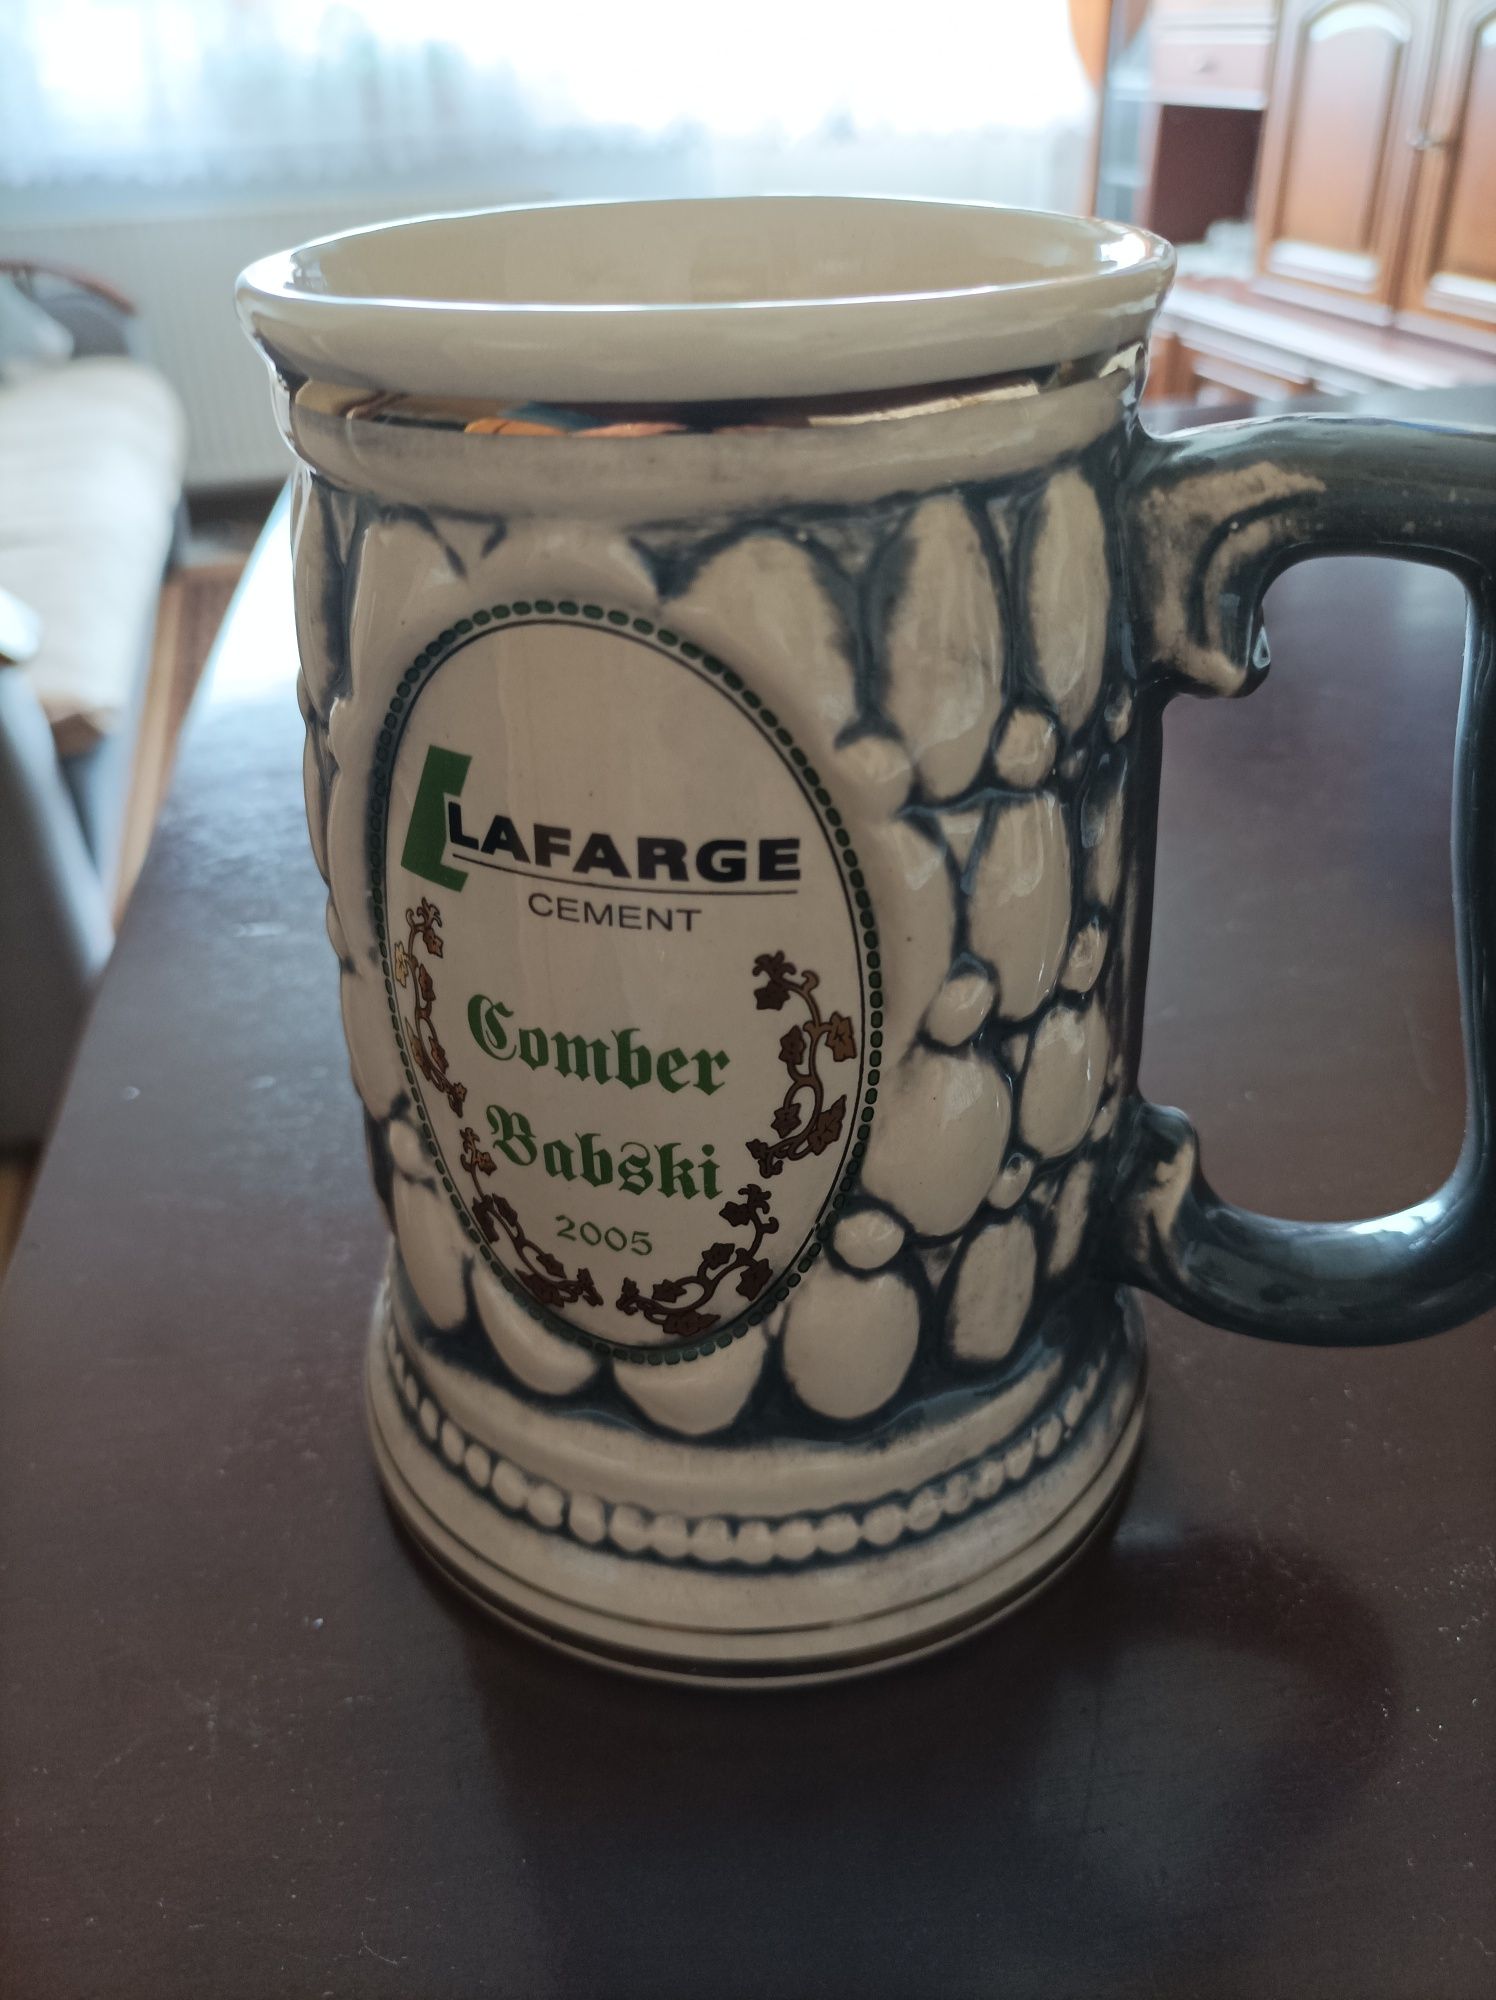 LAFARGE
CEMENT
Comber
Babski
2005